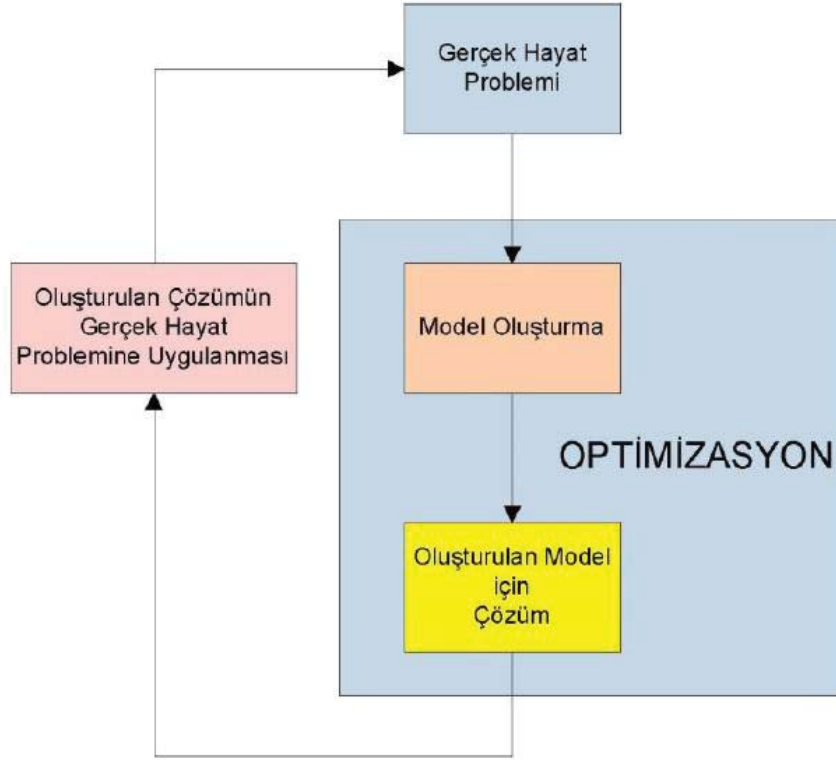 Gerçek Hayat
Problemi
Oluşturulan Çözümün
Gerçek Hayat
Problemine Uygulanması
Model Oluşturma
OPTİMİZASYON
Oluşturulan Model
için
Çözüm